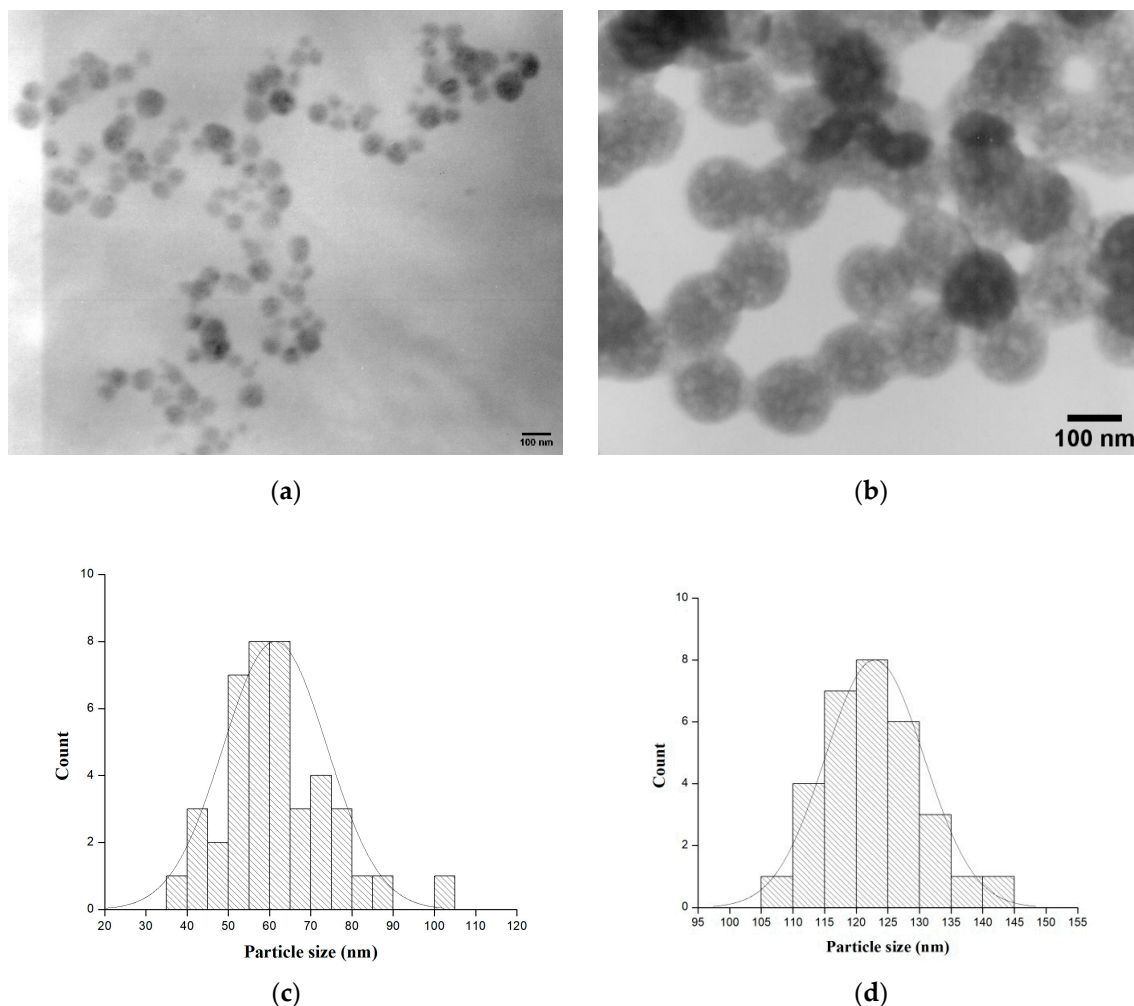 100 nm
100 nm
(a)
(b)
10
8
6
4
2
0
Count
20 30 40 50 60 70 80 90 100 110 120
Particle size (nm)
(c)
10
8
6
4
2
0
Count
95 100 105 110 115 120 125 130 135 140 145 150 155
Particle size (nm)
(d)